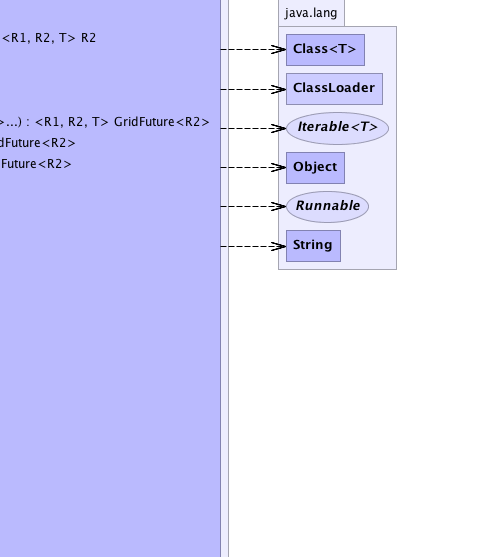 java.lang
<R1, R2, T> R2
Class<T>
ClassLoader
>...) : <R1, R2, T> GridFuture<R2>
Iterable<T>
dFuture<R2>
Future<R2>
Object
Runnable
String